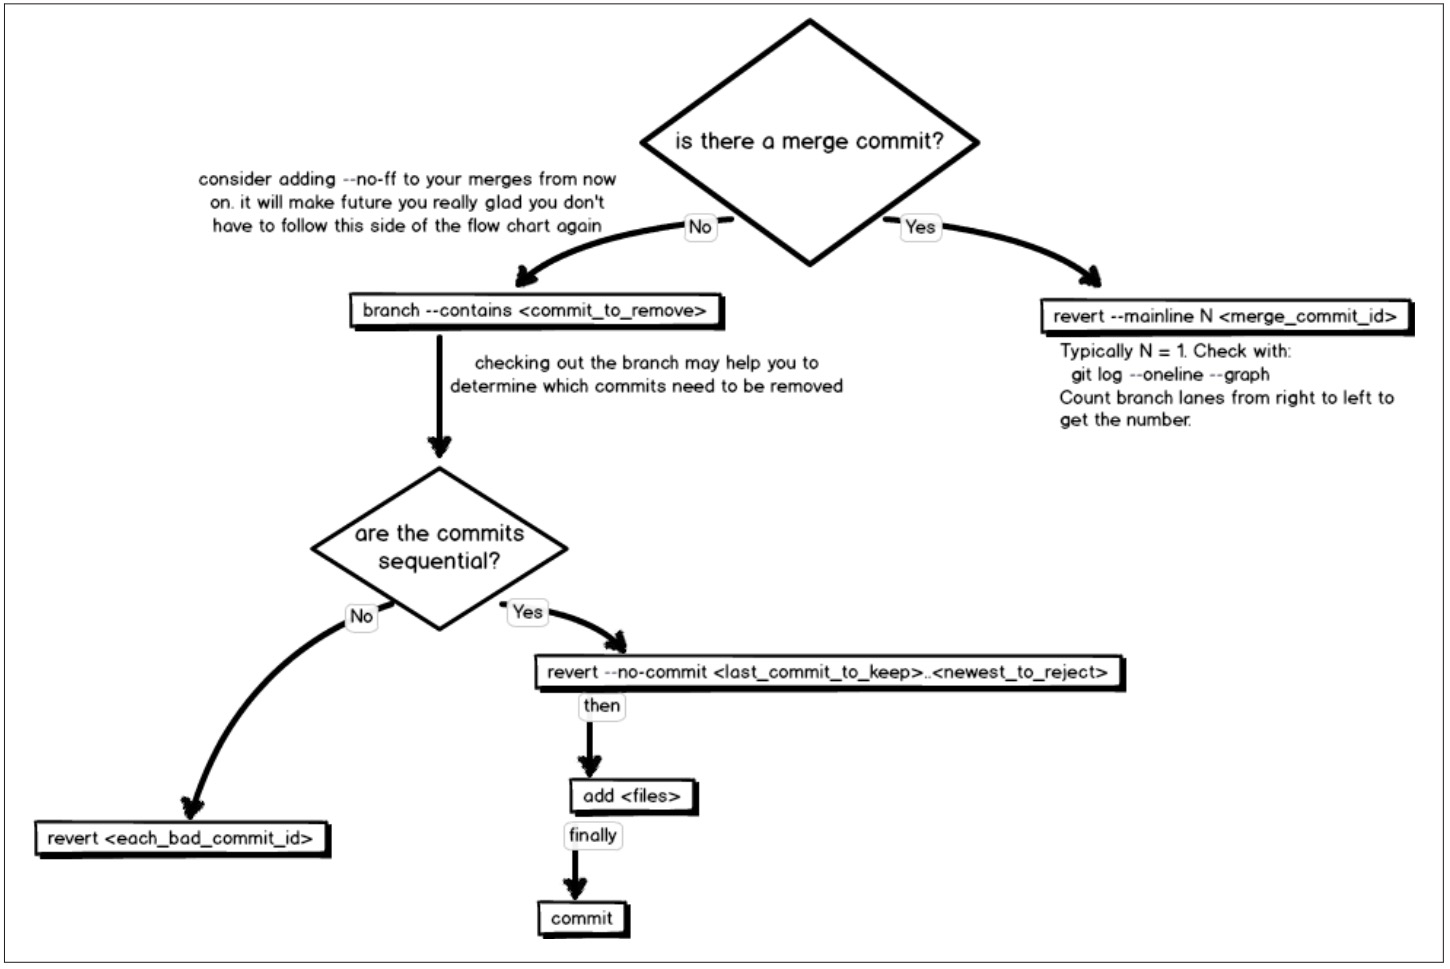 is there a merge commit?
consider adding --no-ff to your merges from now
on. it will make future you really glad you don't
have to follow this side of the flow chart again
No
Yes
branch --contains <commit_to_remove>
revert --mainline N <merge_commit_id>
Typically N = 1. Check with:
git log --oneline --graph
Count branch lanes from right to left to
get the number.
checking out the branch may help you to
determine which commits need to be removed
are the commits
sequential?
No
Yes
revert --no-commit <last_commit_to_keep>..<newest_to_reject>
then
add <files>
finally
commit
revert <each_bad_commit_id>